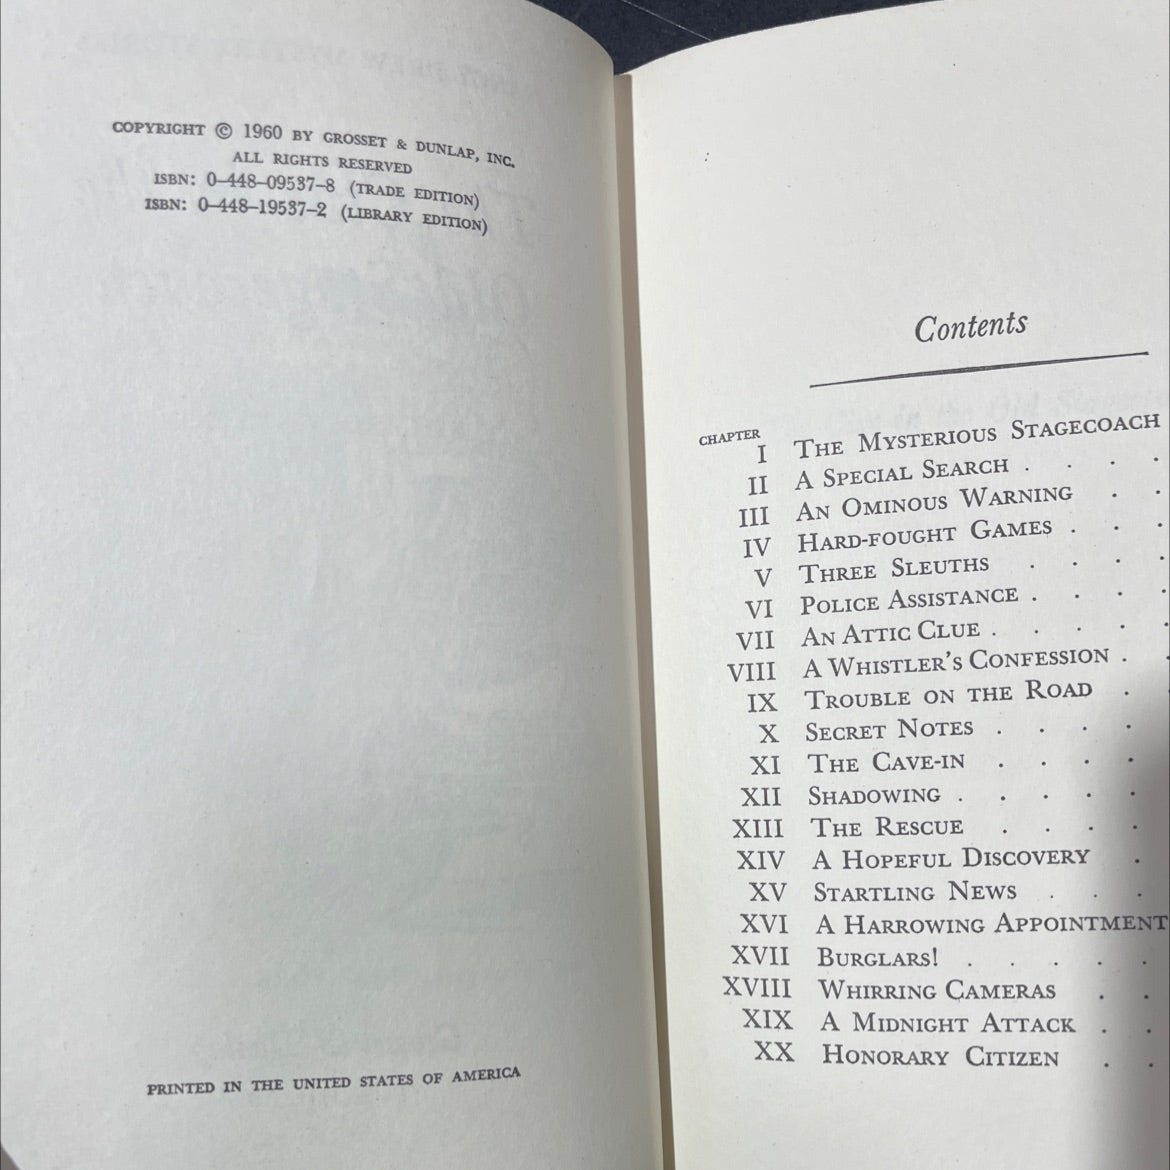 COPYRIGHT © 1960 BY GROSSET & DUNLAP, INC.
ALL RIGHTS RESERVED
ISBN: 0-448-09537-8 (TRADE EDITION)
ISBN: 0-448-19537-2 (LIBRARY EDITION)
PRINTED IN THE UNITED STATES OF AMERICA
Contents
CHAPTER
I THE MYSTERIOUS STAGECOACH
II A SPECIAL SEARCH . . . .
III AN OMINOUS WARNING . .
IV HARD-FOUGHT GAMES . . .
V THREE SLEUTHS . . . .
VI POLICE ASSISTANCE . . . .
VII AN ATTIC CLUE . . . . .
VIII A WHISTLER'S CONFESSION . .
IX TROUBLE ON THE ROAD . .
X SECRET NOTES . . . .
XI THE CAVE-IN . . . .
XII SHADOWING . . . . .
XIII THE RESCUE . . . .
XIV A HOPEFUL DISCOVERY .
XV STARTLING NEWS . . .
XVI A HARROWING APPOINTMENT
XVII BURGLARS! . . . . .
XVIII WHIRRING CAMERAS . .
XIX A MIDNIGHT ATTACK . .
XX HONORARY CITIZEN . .